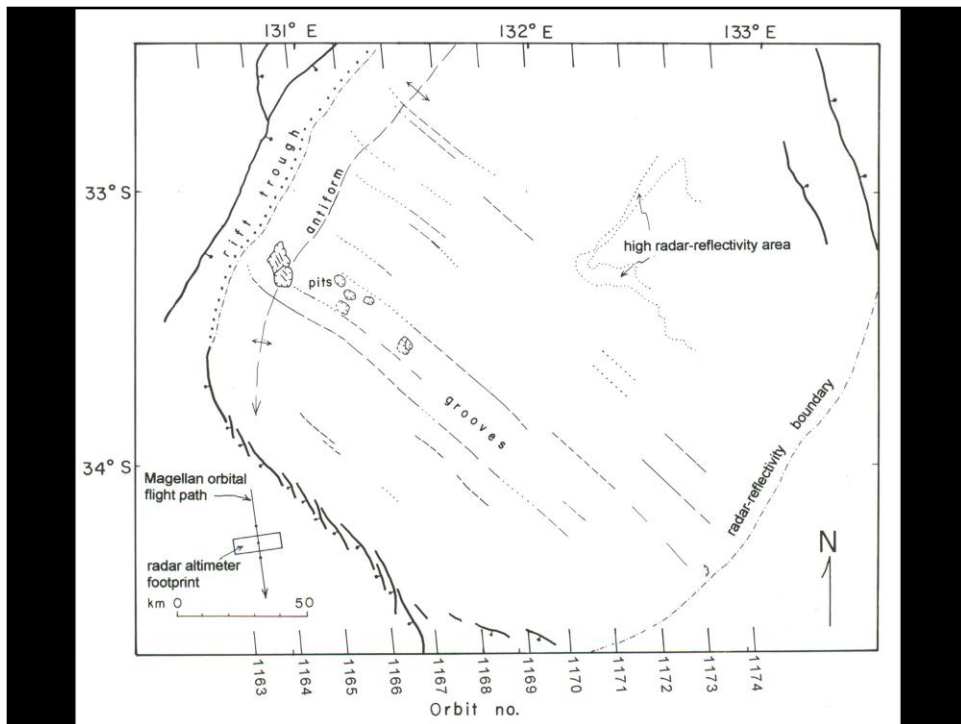 131° E
132° E
133° E
33° S
34° S
rift trough
antiform
high radar-reflectivity area
pits
grooves
radar-reflectivity boundary
Magellan orbital
flight path
radar altimeter
footprint
km 0 50
N
1163 1164 1165 1166 1167 1168 1169 1170 1171 1172 1173 1174
Orbit no.